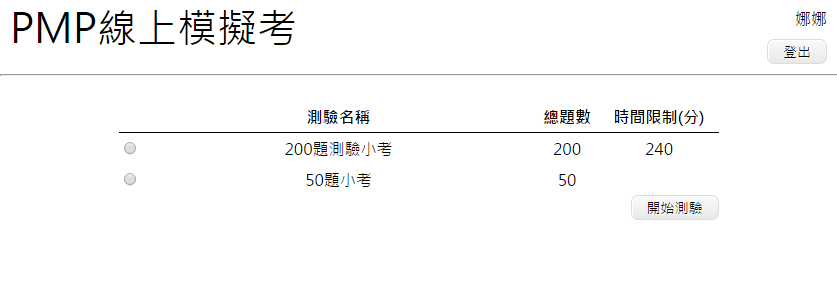 PMP線上模擬考
娜娜
登出
測驗名稱 總題數 時間限制(分)
200題測驗小考 200 240
50題小考 50
開始測驗